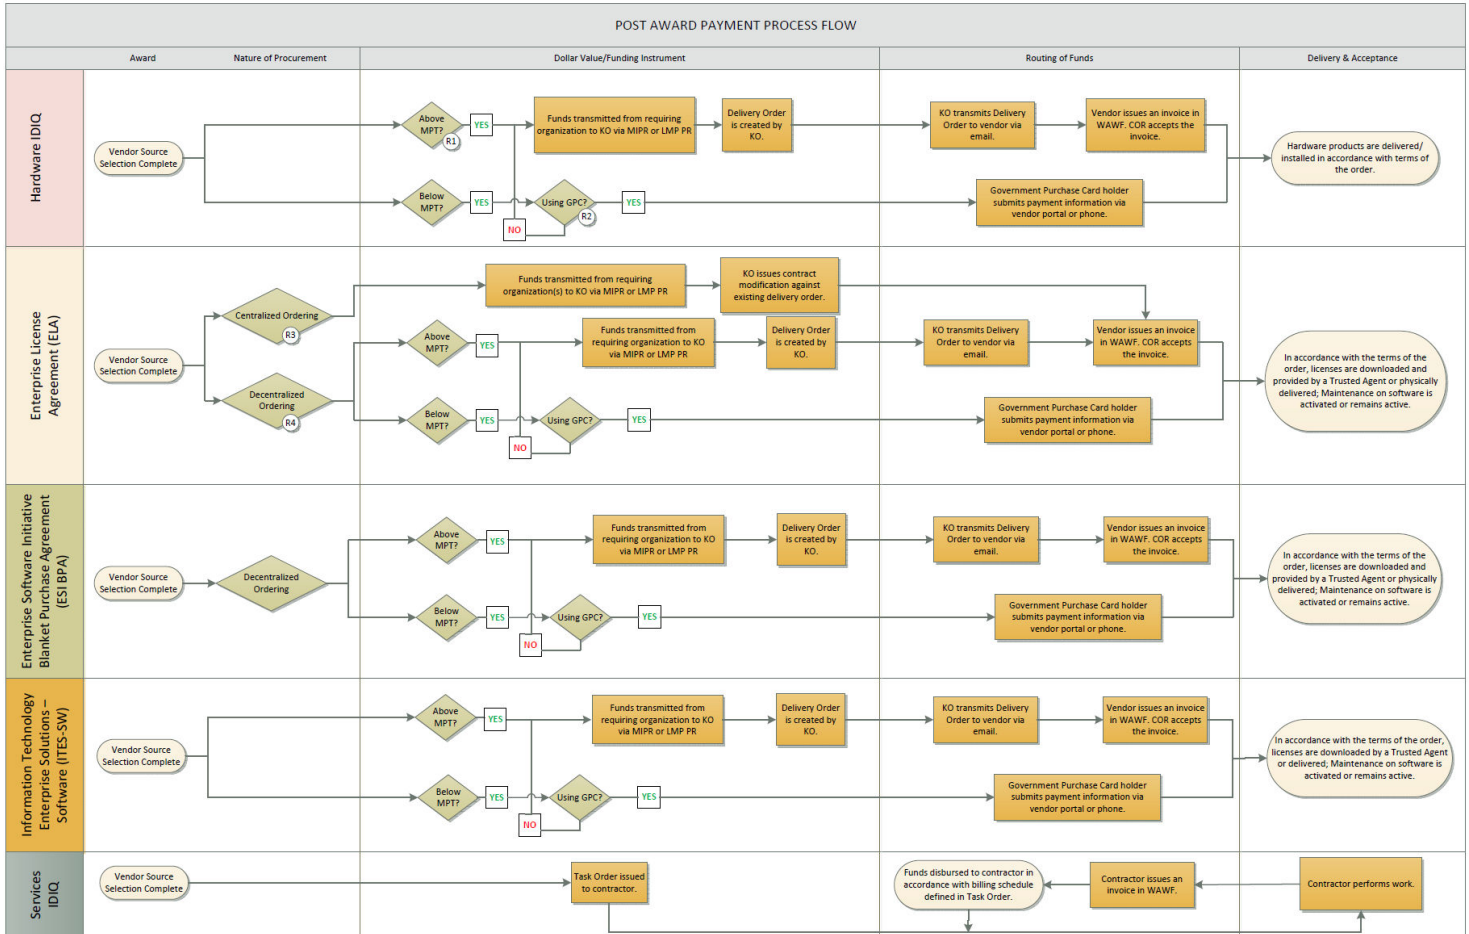 POST AWARD PAYMENT PROCESS FLOW
Award
Nature of Procurement
Dollar Value/Funding Instrument
Routing of Funds
Delivery & Acceptance
Hardware IDIQ
Vendor Source
Selection Complete
Above
MPT?
R1
YES
Funds transmitted from requiring
organization to KO via MIPR or LMP PR
Delivery Order
is created by
KO.
KO transmits Delivery
Order to vendor via
email.
Vendor issues an invoice in
WAWF. COR accepts the
invoice.
Hardware products are delivered/
installed in accordance with terms of
the order.
Below
MPT?
YES
Using GPC?
R2
YES
NO
Government Purchase Card holder
submits payment information via
vendor portal or phone.
Enterprise License
Agreement (ELA)
Vendor Source
Selection Complete
Centralized Ordering
R3
Funds transmitted from requiring
organization(s) to KO via MIPR or LMP PR
KO issues contract
modification against
existing delivery order.
Decentralized
Ordering
R4
Above
MPT?
YES
Funds transmitted from
requiring organization to KO
via MIPR or LMP PR
Delivery Order
is created by
KO.
KO transmits Delivery
Order to vendor via
email.
Vendor issues an invoice
in WAWF. COR accepts
the invoice.
In accordance with the terms of the
order, licenses are downloaded and
provided by a Trusted Agent or physically
delivered; Maintenance on software is
activated or remains active.
Below
MPT?
YES
Using GPC?
YES
NO
Government Purchase Card holder
submits payment information via
vendor portal or phone.
Enterprise Software Initiative
Blanket Purchase Agreement
(ESI BPA)
Vendor Source
Selection Complete
Decentralized
Ordering
Above
MPT?
YES
Funds transmitted from
requiring organization to KO
via MIPR or LMP PR
Delivery Order
is created by
KO.
KO transmits Delivery
Order to vendor via
email.
Vendor issues an invoice
in WAWF. COR accepts
the invoice.
In accordance with the terms of the
order, licenses are downloaded and
provided by a Trusted Agent or physically
delivered; Maintenance on software is
activated or remains active.
Below
MPT?
YES
Using GPC?
YES
NO
Government Purchase Card holder
submits payment information via
vendor portal or phone.
Information Technology
Enterprise Solutions –
Software (ITES-SW)
Vendor Source
Selection Complete
Above
MPT?
YES
Funds transmitted from
requiring organization to KO
via MIPR or LMP PR
Delivery Order
is created by
KO.
KO transmits Delivery
Order to vendor via
email.
Vendor issues an invoice
in WAWF. COR accepts
the invoice.
In accordance with the terms of the order,
licenses are downloaded by a Trusted Agent
or delivered; Maintenance on software is
activated or remains active.
Below
MPT?
YES
Using GPC?
YES
NO
Government Purchase Card holder
submits payment information via
vendor portal or phone.
Services
IDIQ
Vendor Source
Selection Complete
Task Order issued
to contractor.
Funds disbursed to contractor in
accordance with billing schedule
defined in Task Order.
Contractor issues an
invoice in WAWF.
Contractor performs work.